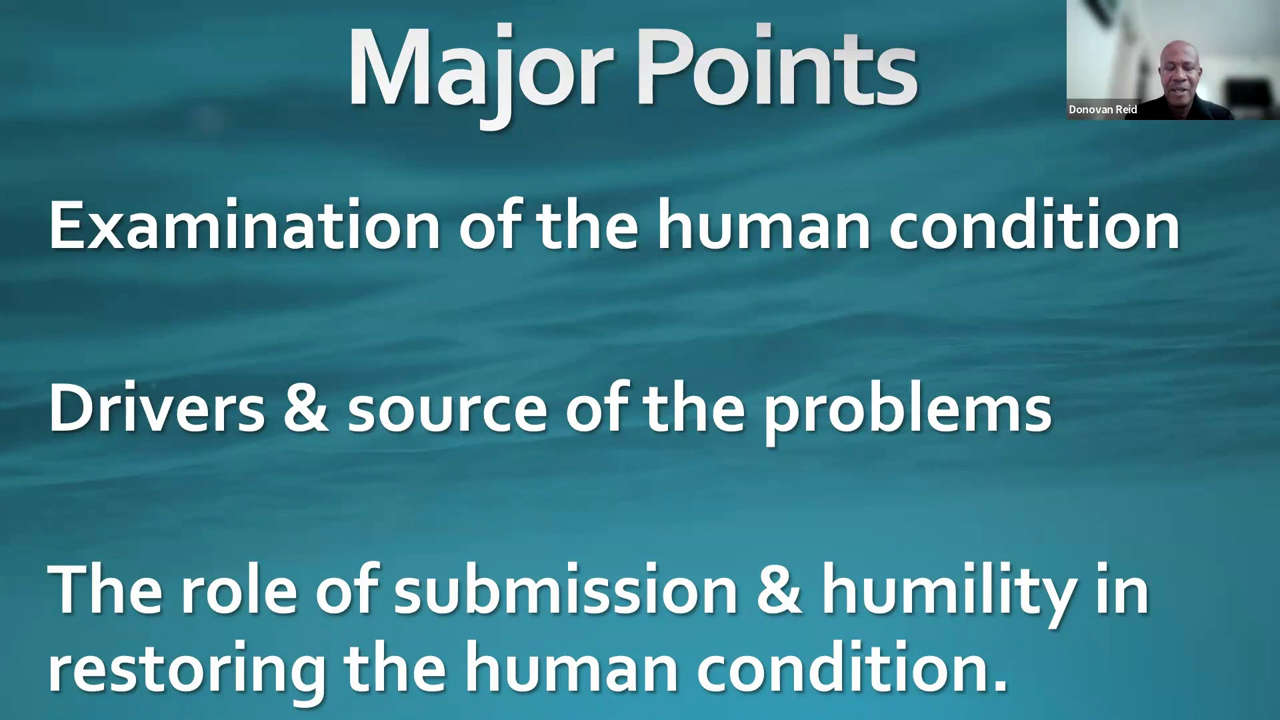 Major Points
Donovan Reid
Examination of the human condition
Drivers & source of the problems
The role of submission & humility in
restoring the human condition.